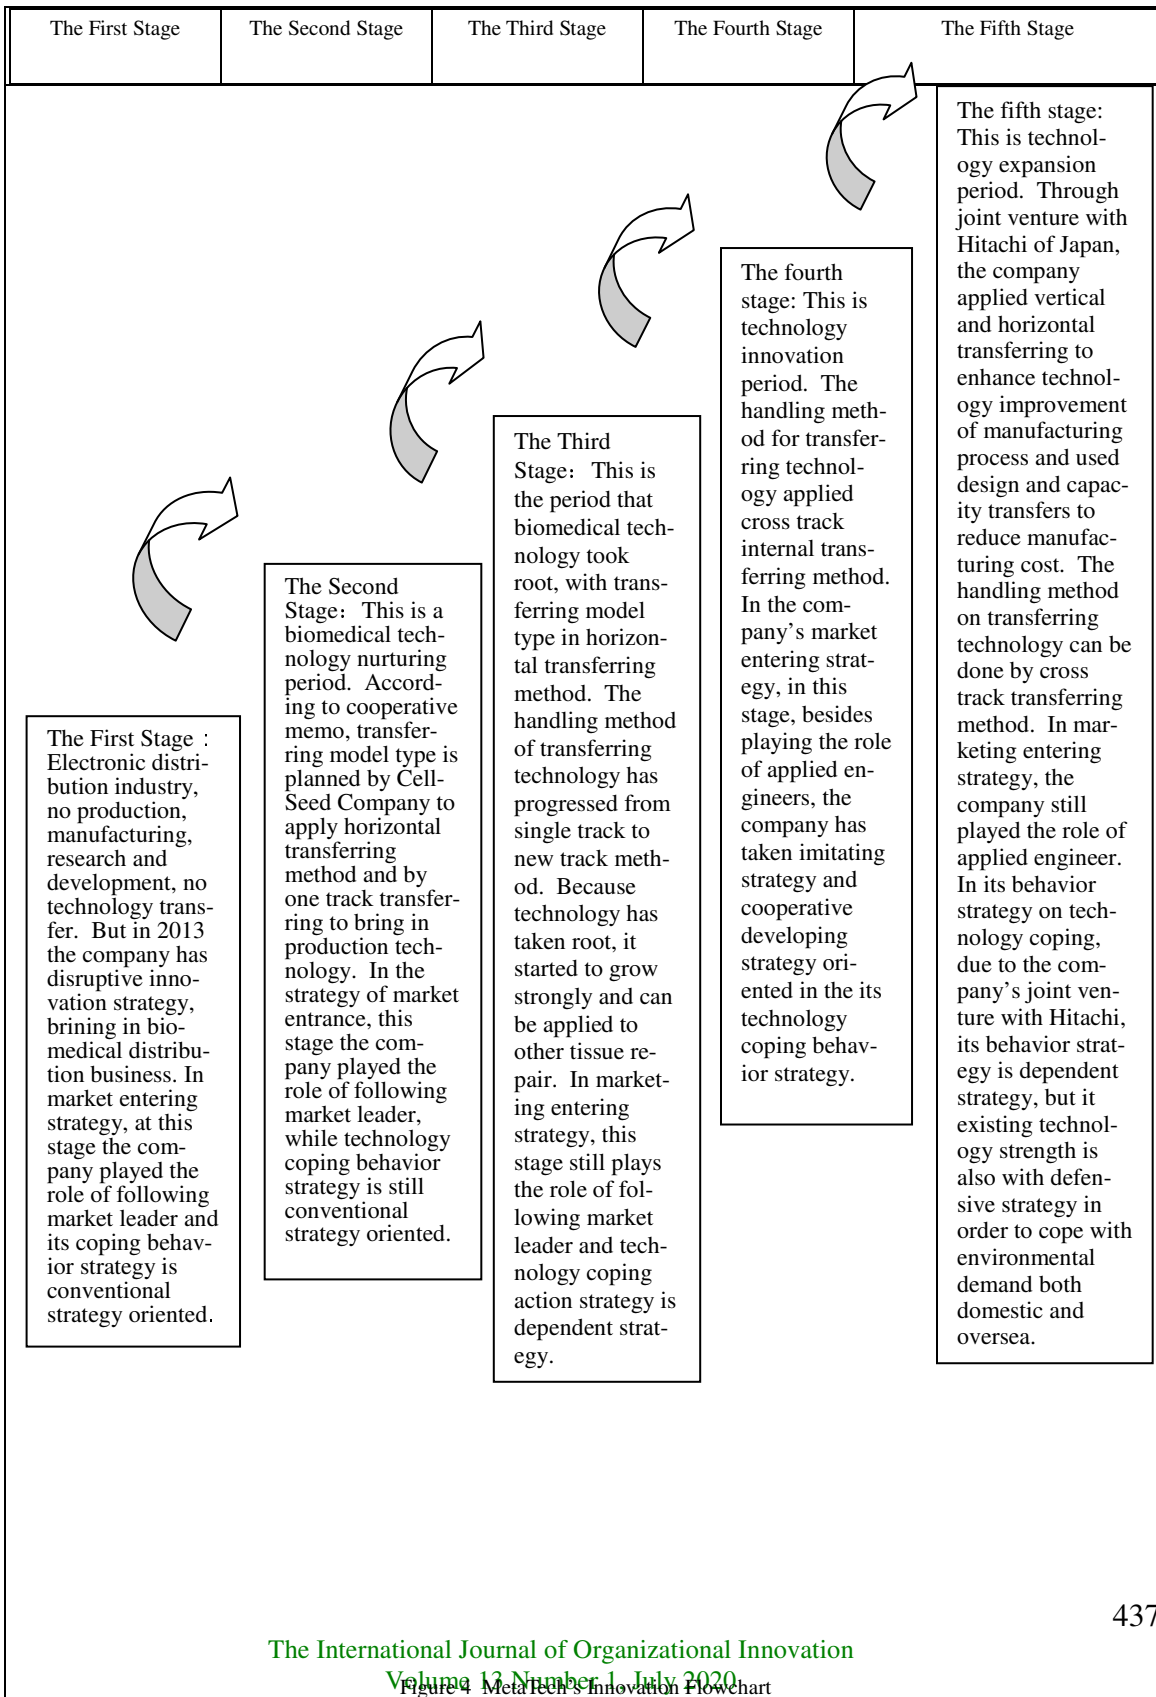 The First Stage
The Second Stage
The Third Stage
The Fourth Stage
The Fifth Stage
The First Stage：
Electronic distri-
bution industry,
no production,
manufacturing,
research and
development, no
technology trans-
fer. But in 2013
the company has
disruptive inno-
vation strategy,
brining in bio-
medical distribu-
tion business. In
market entering
strategy, at this
stage the com-
pany played the
role of following
market leader and
its coping behav-
ior strategy is
conventional
strategy oriented.
The Second
Stage：This is a
biomedical tech-
nology nurturing
period. Accord-
ing to cooperative
memo, transfer-
ring model type is
planned by Cell-
Seed Company to
apply horizontal
transferring
method and by
one track transfer-
ring to bring in
production tech-
nology. In the
strategy of market
entrance, this
stage the com-
pany played the
role of following
market leader,
while technology
coping behavior
strategy is still
conventional
strategy oriented.
The Third
Stage：This is
the period that
biomedical tech-
nology took
root, with trans-
ferring model
type in horizon-
tal transferring
method. The
handling method
of transferring
technology has
progressed from
single track to
new track meth-
od. Because
technology has
taken root, it
started to grow
strongly and can
be applied to
other tissue re-
pair. In market-
ing entering
strategy, this
stage still plays
the role of fol-
lowing market
leader and tech-
nology coping
action strategy is
dependent strat-
egy.
The fourth
stage: This is
technology
innovation
period. The
handling meth-
od for transfer-
ring technol-
ogy applied
cross track
internal trans-
ferring method.
In the com-
pany's market
entering strat-
egy, in this
stage, besides
playing the role
of applied en-
gineers, the
company has
taken imitating
strategy and
cooperative
developing
strategy ori-
ented in the its
technology
coping behav-
ior strategy.
The fifth stage:
This is technol-
ogy expansion
period. Through
joint venture with
Hitachi of Japan,
the company
applied vertical
and horizontal
transferring to
enhance technol-
ogy improvement
of manufacturing
process and used
design and capac-
ity transfers to
reduce manufac-
turing cost. The
handling method
on transferring
technology can be
done by cross
track transferring
method. In mar-
keting entering
strategy, the
company still
played the role of
applied engineer.
In its behavior
strategy on tech-
nology coping,
due to the com-
pany's joint ven-
ture with Hitachi,
its behavior strat-
egy is dependent
strategy, but it
existing technol-
ogy strength is
also with defen-
sive strategy in
order to cope with
environmental
demand both
domestic and
oversea.
437
The International Journal of Organizational Innovation
Volume 13 Number 1, July 2020
Figure 4 MetaTech's Innovation Flowchart